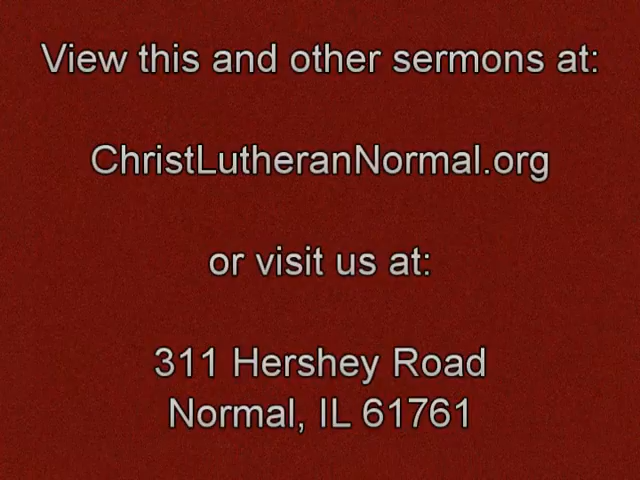 View this and other sermons at:
ChristLutheranNormal.org
or visit us at:
311 Hershey Road
Normal, IL 61761